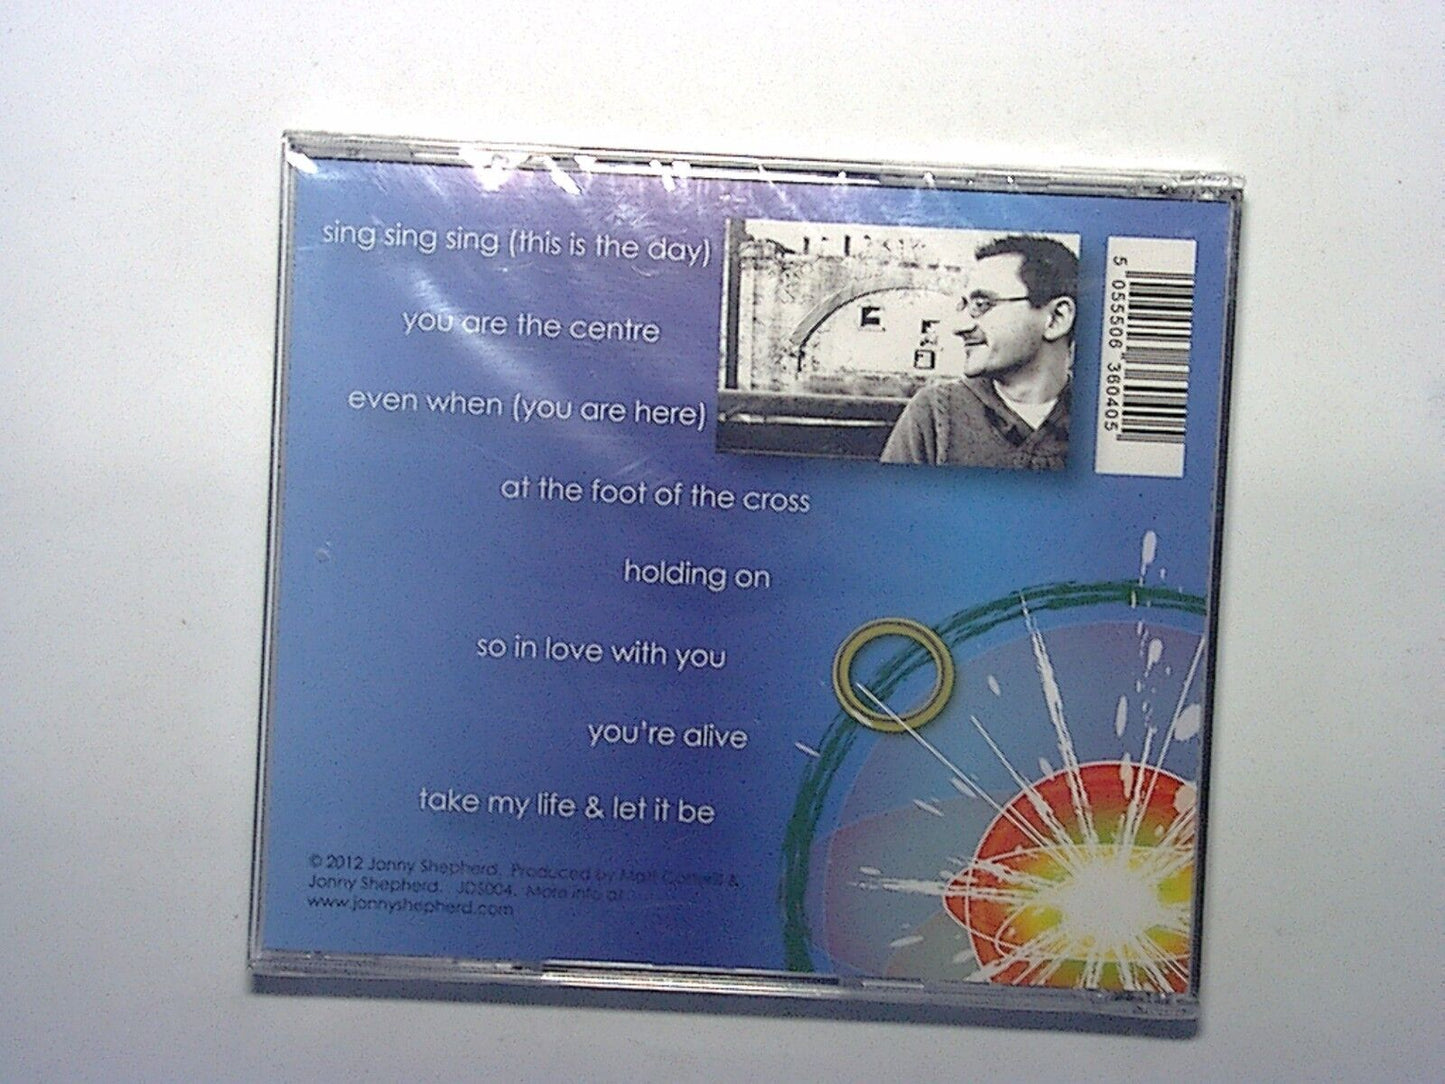 sing sing sing (this is the day)
you are the centre
even when (you are here)
at the foot of the cross
holding on
so in love with you
you're alive
take my life & let it be
© 2012 Jonny Shepherd. Produced by Matt &
Jonny Shepherd. JDS004. More info at
www.jonnyshepherd.com
5 055506 360405